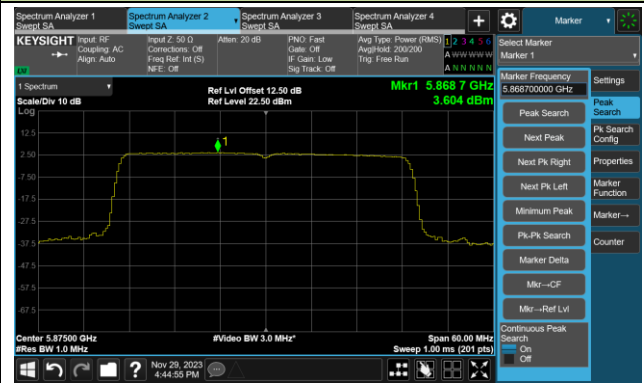 Spectrum Analyzer 1
Swept SA
Spectrum Analyzer 2
Swept SA
Spectrum Analyzer 3
Swept SA
Spectrum Analyzer 4
Swept SA
+
Marker
KEYSIGHT
Input: RF
Coupling: AC
Align: Auto
Input Z: 50 Ω
Corrections: Off
Freq Ref: Int (S)
NFE: Off
Atten: 20 dB
PNO: Fast
Gate: Off
IF Gain: Low
Sig Track: Off
Avg Type: Power (RMS)
Avg|Hold: 200/200
Trig: Free Run
1 2 3 4 5 6
A W W W W W
A N N N N N
Select Marker
Marker 1
1 Spectrum
Scale/Div 10 dB
Log
Ref Lvl Offset 12.50 dB
Ref Level 22.50 dBm
Mkr1 5.868 7 GHz
3.604 dBm
12.5
2.50
-7.50
-17.5
-27.5
-37.5
-47.5
-57.5
-67.5
1
Center 5.87500 GHz
#Res BW 1.0 MHz
#Video BW 3.0 MHz*
Span 60.00 MHz
Sweep 1.00 ms (201 pts)
Marker Frequency
5.868700000 GHz
Peak Search
Next Peak
Next Pk Right
Next Pk Left
Minimum Peak
Pk-Pk Search
Marker Delta
Mkr→CF
Mkr→Ref Lvl
Continuous Peak
Search
On
Off
Settings
Peak
Search
Pk Search
Config
Properties
Marker
Function
Marker→
Counter
?
Nov 29, 2023
4:44:55 PM